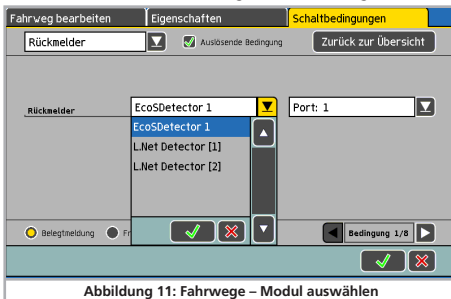 Fahrweg bearbeiten Eigenschaften Schaltbedingungen
Rückmelder Auslösende Bedingung Zurück zur Übersicht
Rückmelder EcoSDetector 1 Port: 1
EcoSDetector 1
L.Net Detector [1]
L.Net Detector [2]
Belegtmeldung Bedingung 1/8
Abbildung 11: Fahrwege – Modul auswählen